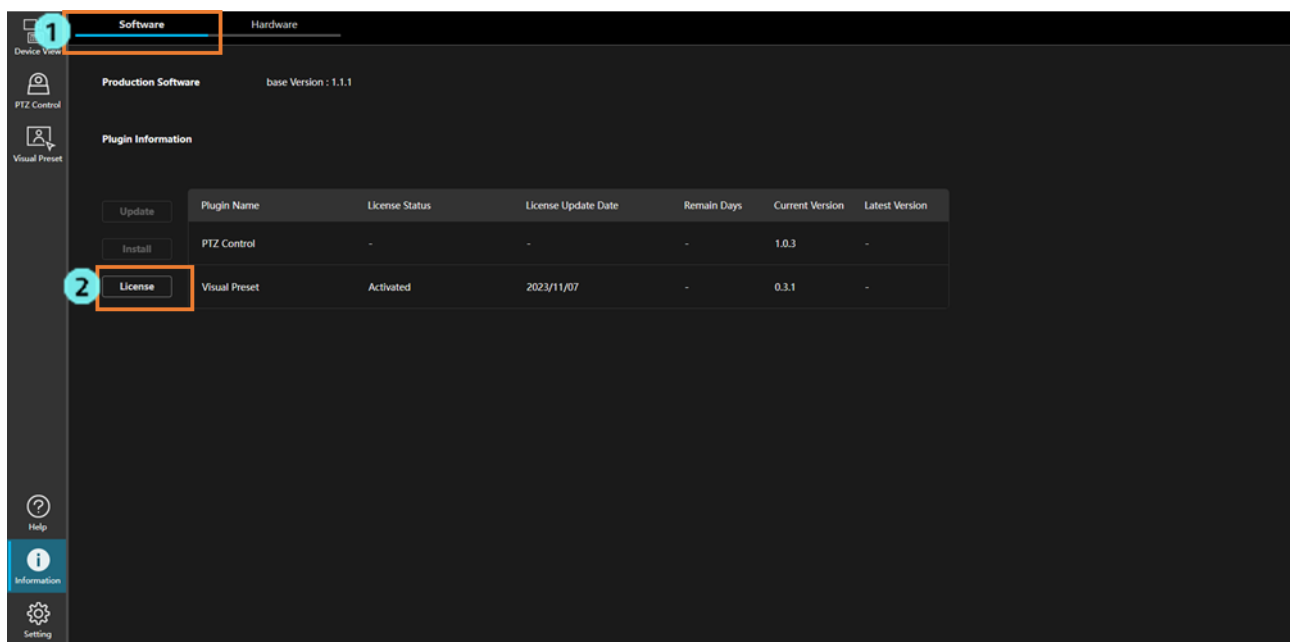 1
Software
Hardware
Device View
Production Software
base Version : 1.1.1
PTZ Control
Plugin Information
Visual Preset
Update
Install
2
License
Plugin Name License Status License Update Date Remain Days Current Version Latest Version
PTZ Control - - - 1.0.3 -
Visual Preset Activated 2023/11/07 - 0.3.1 -
?
Help
i
Information
Setting